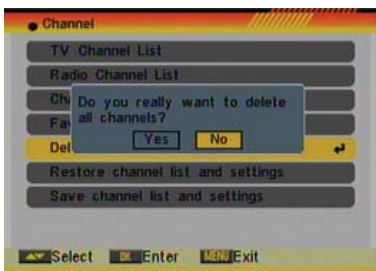 Channel
TV Channel List
Radio Channel List
Ch
Do you really want to delete
all channels?
Fa
Yes No
Del
Restore channel list and settings
Save channel list and settings
Select OK Enter MENU Exit